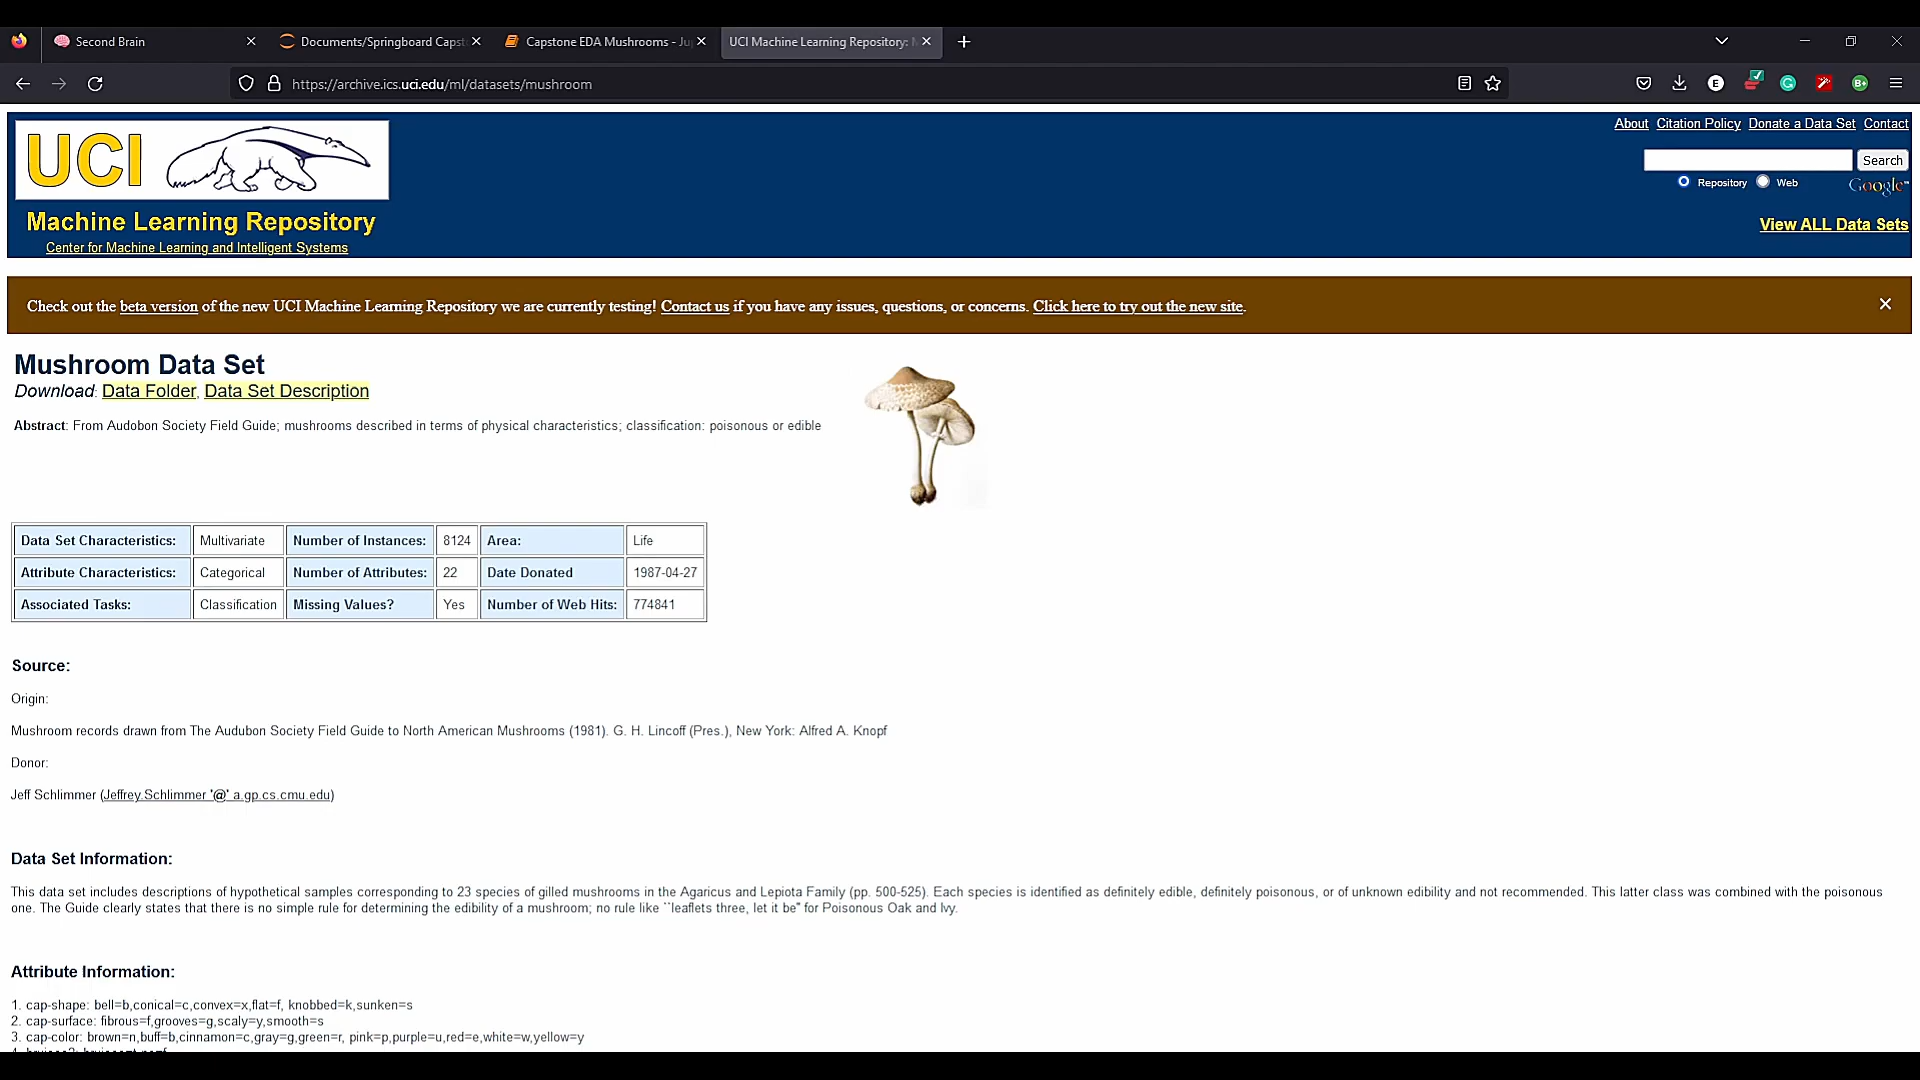 Second Brain
Documents/Springboard Capst
Capstone EDA Mushrooms - Ju
UCI Machine Learning Repository:
https://archive.ics.uci.edu/ml/datasets/mushroom
UCI
Machine Learning Repository
Center for Machine Learning and Intelligent Systems
About Citation Policy Donate a Data Set Contact
Search
Repository Web
Google™
View ALL Data Sets
Check out the beta version of the new UCI Machine Learning Repository we are currently testing! Contact us if you have any issues, questions, or concerns. Click here to try out the new site.
Mushroom Data Set
Download: Data Folder, Data Set Description
Abstract: From Audobon Society Field Guide; mushrooms described in terms of physical characteristics; classification: poisonous or edible
Data Set Characteristics: Multivariate Number of Instances: 8124 Area: Life
Attribute Characteristics: Categorical Number of Attributes: 22 Date Donated 1987-04-27
Associated Tasks: Classification Missing Values? Yes Number of Web Hits: 774841
Source:
Origin:
Mushroom records drawn from The Audubon Society Field Guide to North American Mushrooms (1981). G. H. Lincoff (Pres.), New York: Alfred A. Knopf
Donor:
Jeff Schlimmer (Jeffrey.Schlimmer '@' a.gp.cs.cmu.edu)
Data Set Information:
This data set includes descriptions of hypothetical samples corresponding to 23 species of gilled mushrooms in the Agaricus and Lepiota Family (pp. 500-525). Each species is identified as definitely edible, definitely poisonous, or of unknown edibility and not recommended. This latter class was combined with the poisonous
one. The Guide clearly states that there is no simple rule for determining the edibility of a mushroom; no rule like ``leaflets three, let it be'' for Poisonous Oak and Ivy.
Attribute Information:
1. cap-shape: bell=b,conical=c,convex=x,flat=f, knobbed=k,sunken=s
2. cap-surface: fibrous=f,grooves=g,scaly=y,smooth=s
3. cap-color: brown=n,buff=b,cinnamon=c,gray=g,green=r, pink=p,purple=u,red=e,white=w,yellow=y